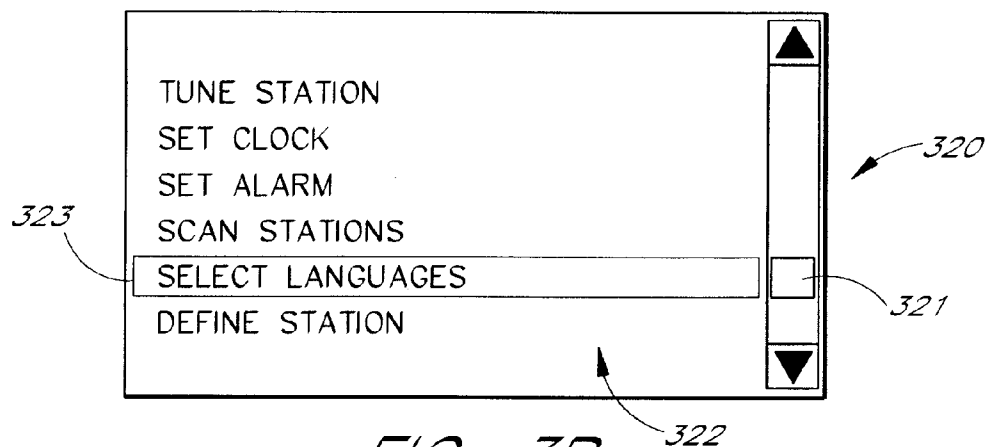 TUNE STATION
SET CLOCK
SET ALARM
SCAN STATIONS
SELECT LANGUAGES
DEFINE STATION
320
323
321
322